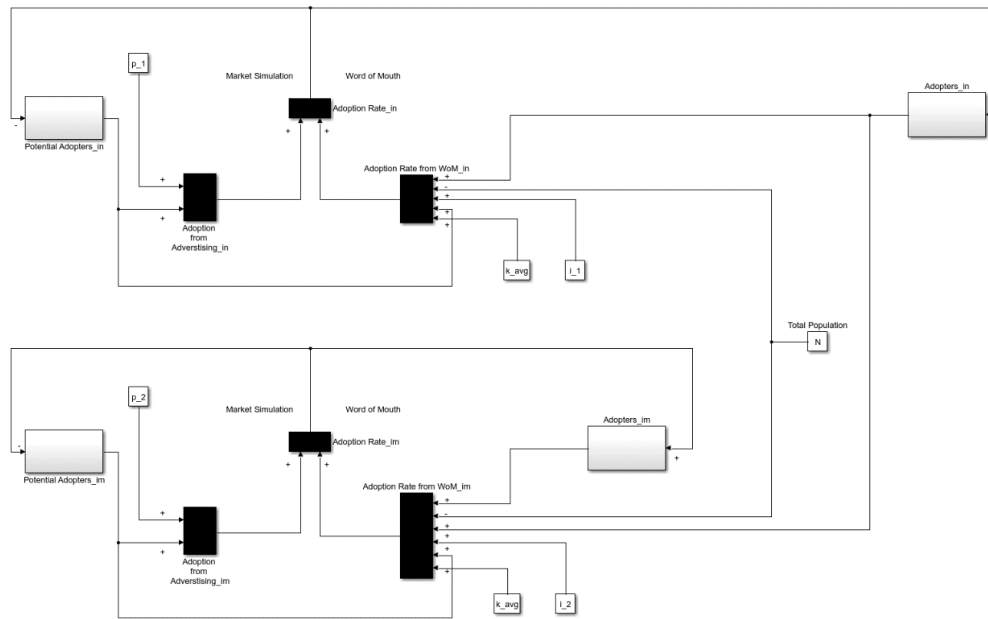 Adopters_in
p_1
Market Simulation
Word of Mouth
Adoption Rate_in
-
+
+
Potential Adopters_in
Adoption Rate from WoM_in
+
+
-
+
+
+
+
Adoption
from
Adverstising_in
k_avg
i_1
Total Population
N
p_2
Market Simulation
Word of Mouth
Adopters_im
Adoption Rate_im
-
+
+
+
Potential Adopters_im
Adoption Rate from WoM_im
+
+
-
+
+
+
+
+
Adoption
from
Adverstising_im
k_avg
i_2